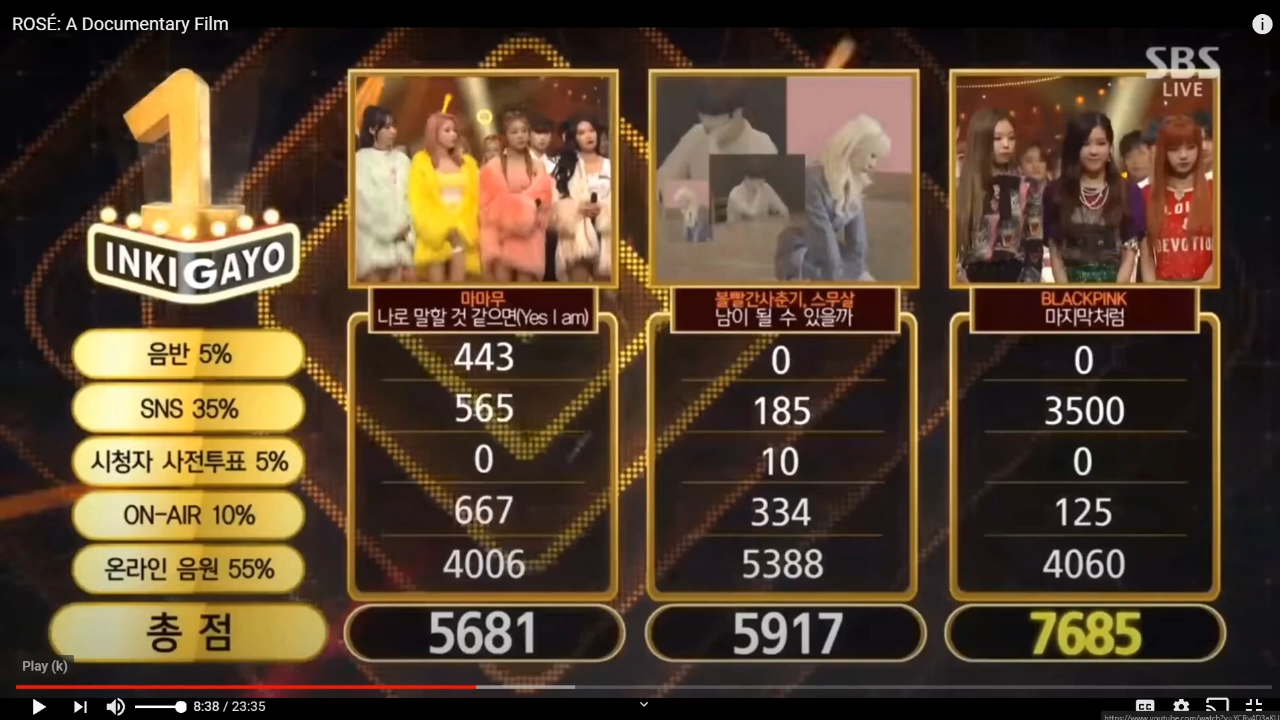 ROSÉ: A Documentary Film
SBS
LIVE
1
INKIGAYO
마마무
나로 말할 것 같으면(Yes I am)
볼빨간사춘기, 스무살
남이 될 수 있을까
BLACKPINK
마지막처럼
음반 5% 443 0 0
SNS 35% 565 185 3500
시청자 사전투표 5% 0 10 0
ON-AIR 10% 667 334 125
온라인 음원 55% 4006 5388 4060
총 점 5681 5917 7685
Play (k)
8:38 / 23:35